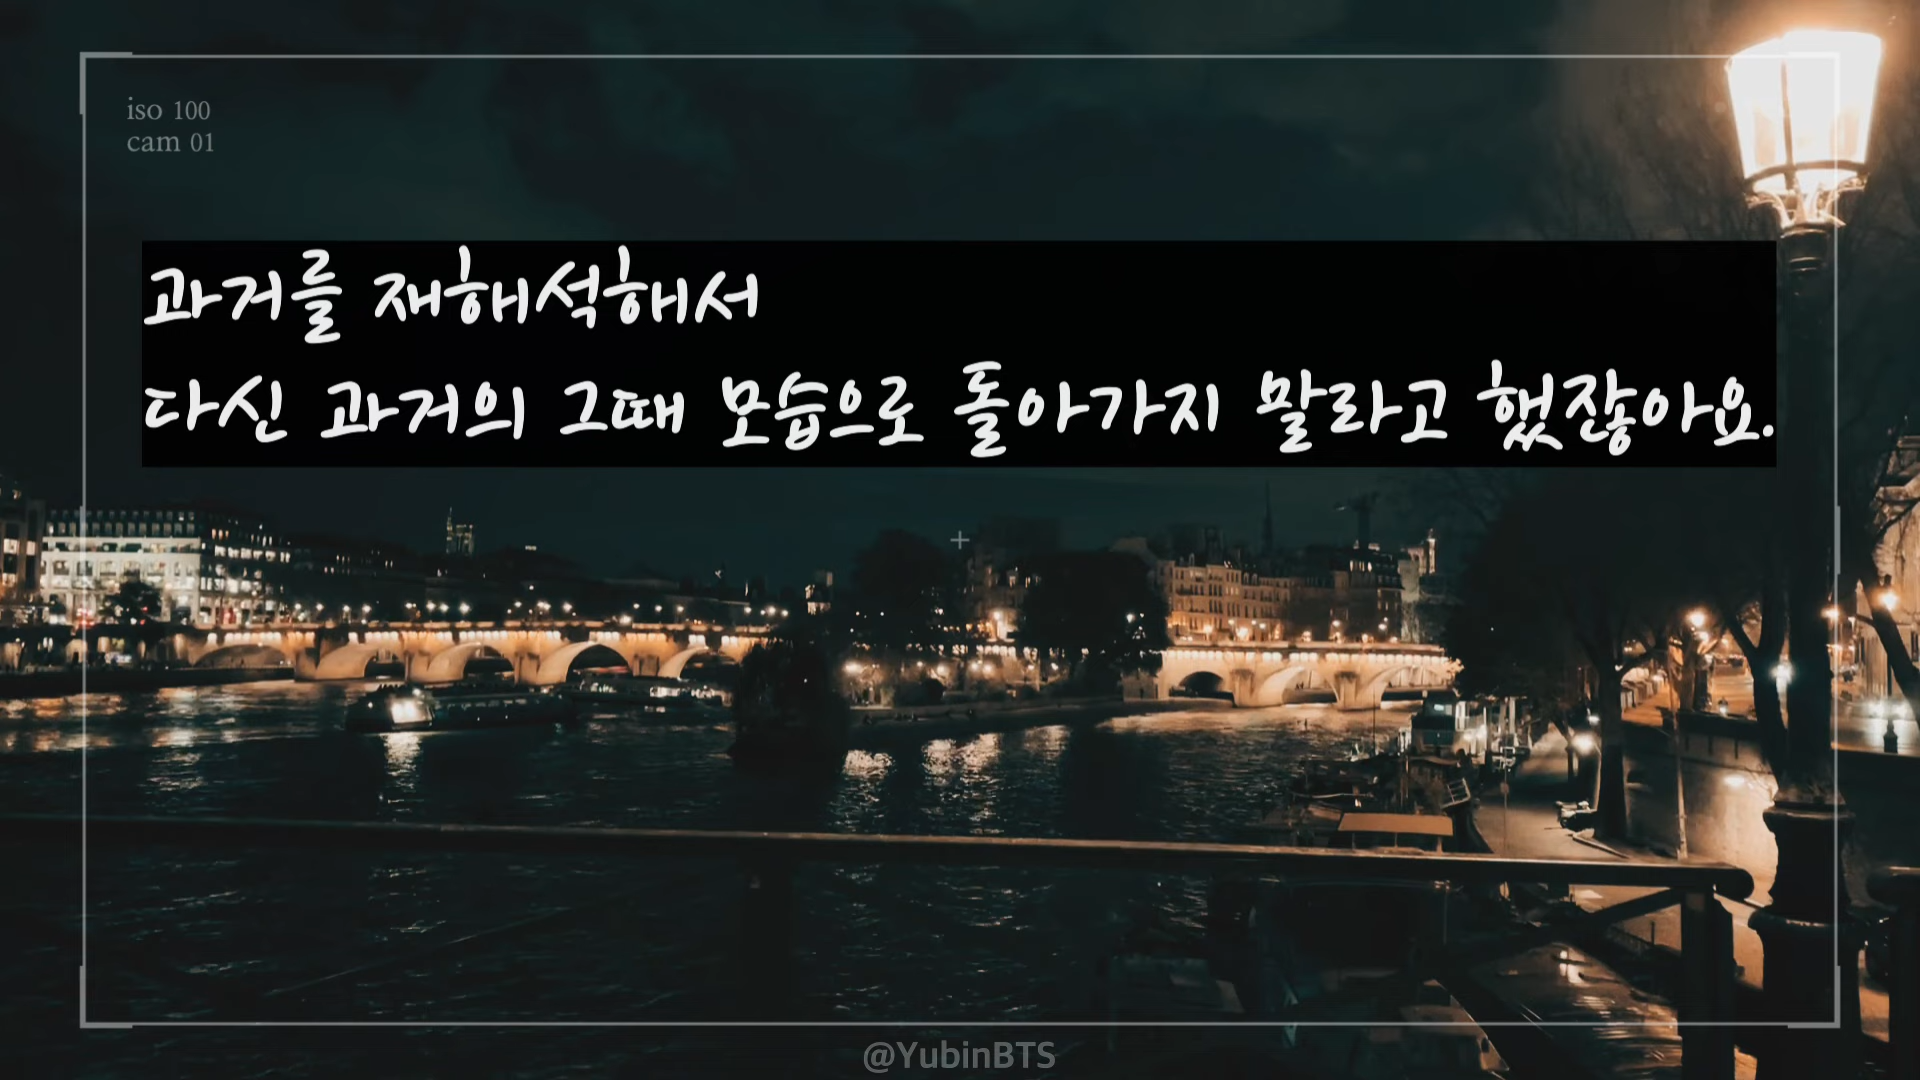 iso 100
cam 01
과거를 재해석해서
다신 과거의 그때 모습으로 돌아가지 말라고 했잖아요.
@YubinBTS